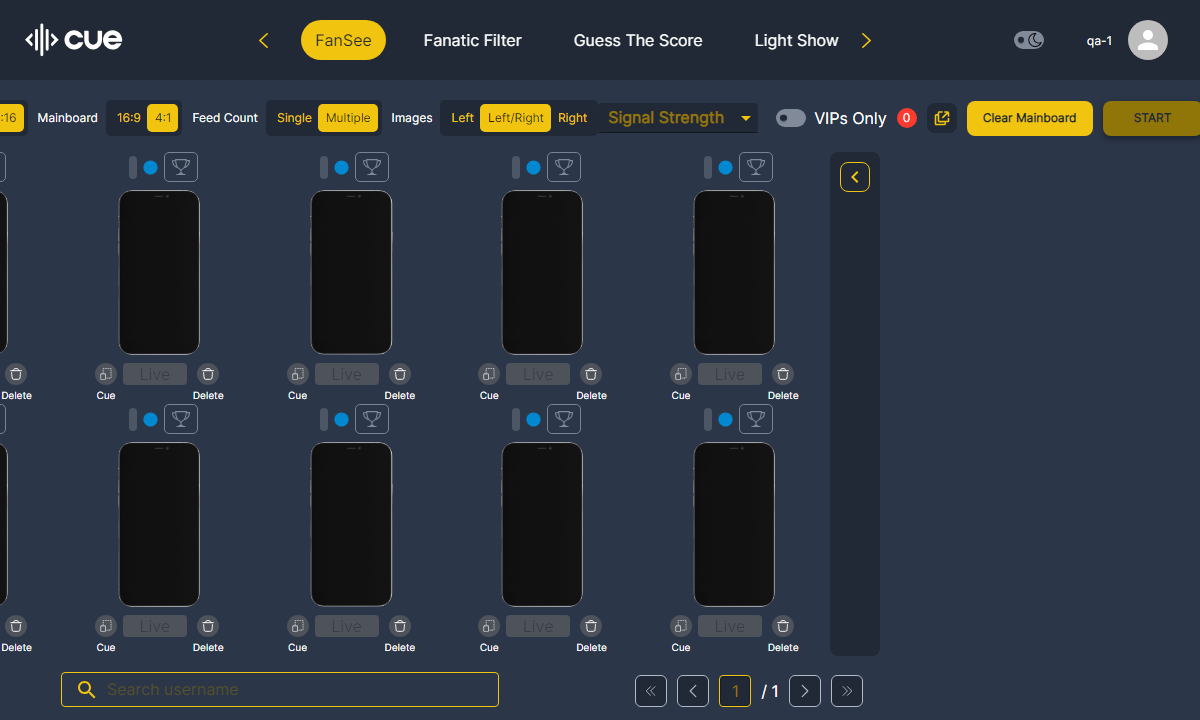 cue
FanSee
Fanatic Filter
Guess The Score
Light Show
qa-1
:16
Mainboard
16:9
4:1
Feed Count
Single
Multiple
Images
Left
Left/Right
Right
Signal Strength
VIPs Only
0
Clear Mainboard
START
Live
Live
Live
Live
Delete
Cue
Delete
Cue
Delete
Cue
Delete
Cue
Delete
Live
Live
Live
Live
Delete
Cue
Delete
Cue
Delete
Cue
Delete
Cue
Delete
Search username
1
/ 1